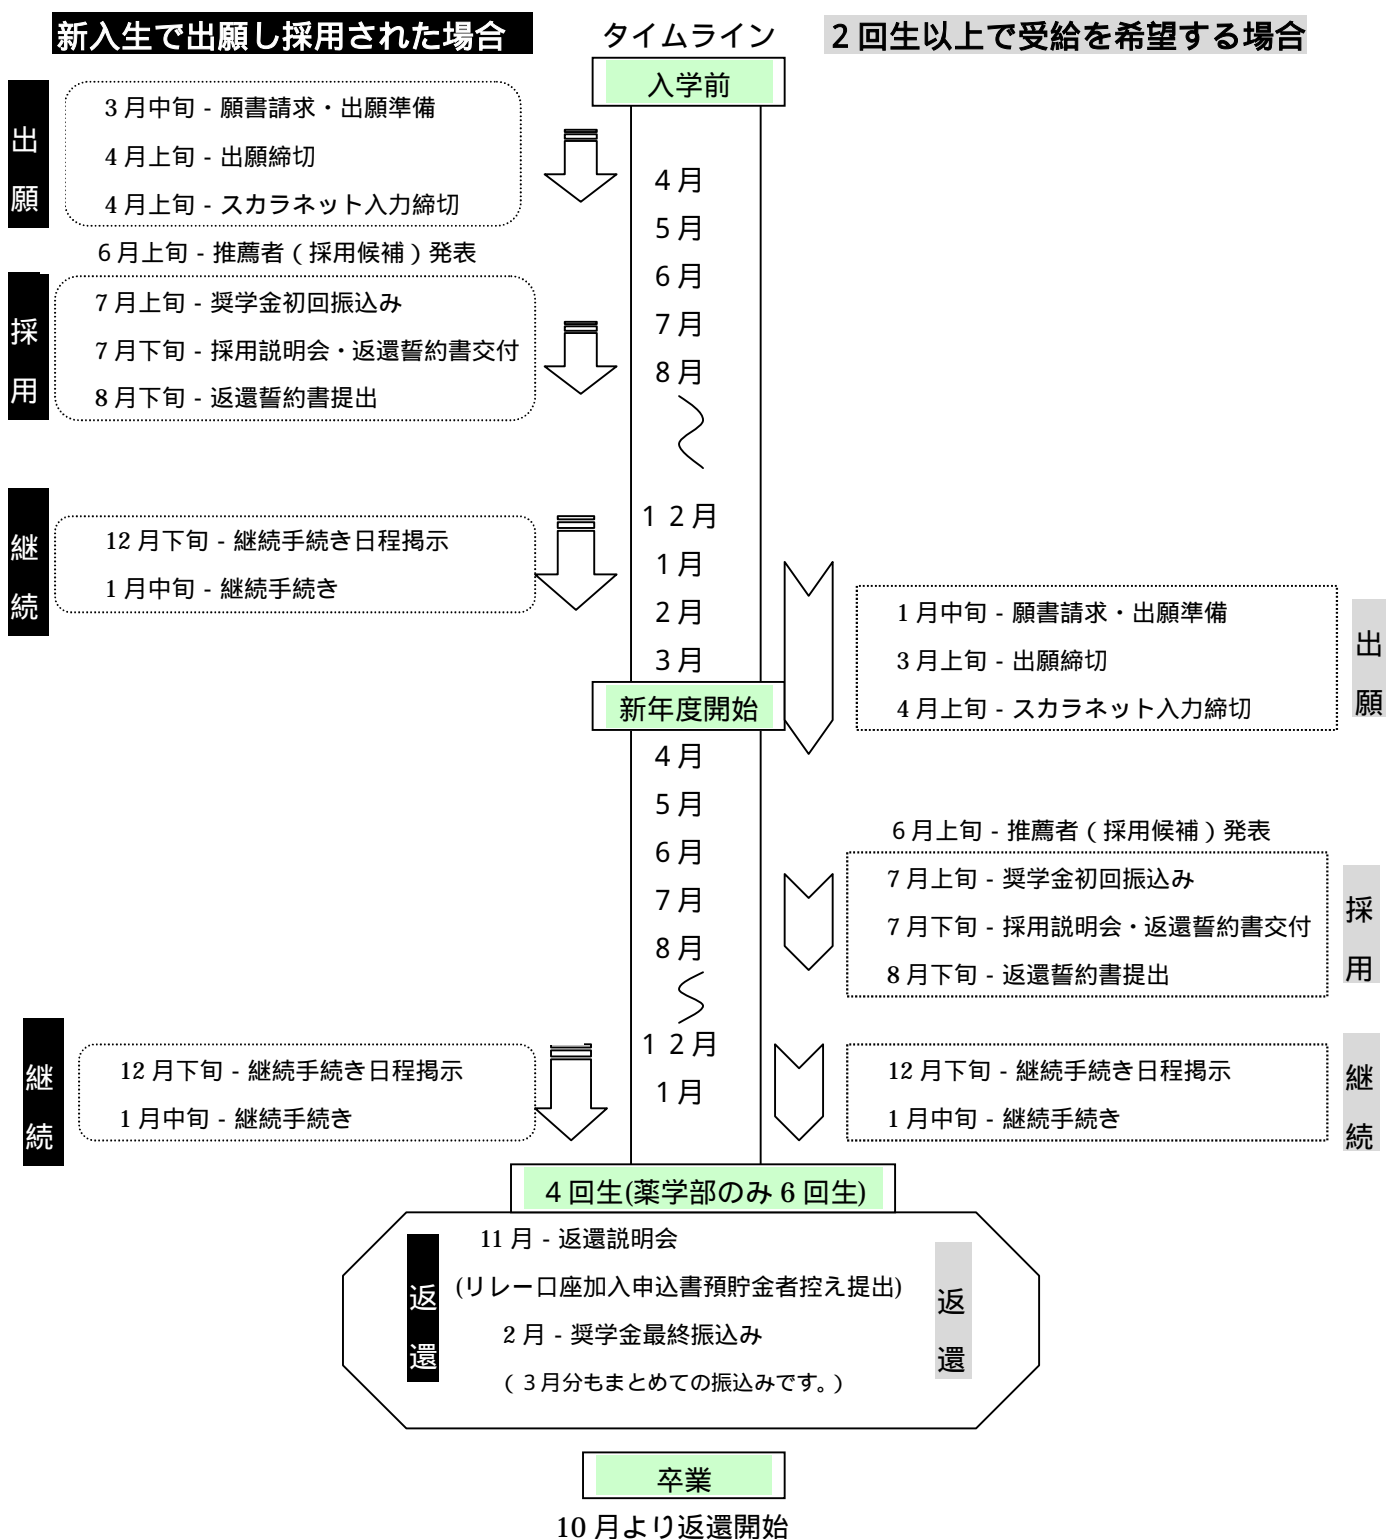 新入生で出願し採用された場合
タイムライン
2回生以上で受給を希望する場合
入学前
出願
3月中旬 - 願書請求・出願準備
4月上旬 - 出願締切
4月上旬 - スカラネット入力締切
6月上旬 - 推薦者(採用候補)発表
採用
7月上旬 - 奨学金初回振込み
7月下旬 - 採用説明会・返還誓約書交付
8月下旬 - 返還誓約書提出
4月
5月
6月
7月
8月
継続
12月下旬 - 継続手続き日程掲示
1月中旬 - 継続手続き
12月
1月
2月
3月
新年度開始
1月中旬 - 願書請求・出願準備
3月上旬 - 出願締切
4月上旬 - スカラネット入力締切
出願
4月
5月
6月
7月
8月
6月上旬 - 推薦者(採用候補)発表
7月上旬 - 奨学金初回振込み
7月下旬 - 採用説明会・返還誓約書交付
8月下旬 - 返還誓約書提出
採用
継続
12月下旬 - 継続手続き日程掲示
1月中旬 - 継続手続き
12月
1月
12月下旬 - 継続手続き日程掲示
1月中旬 - 継続手続き
継続
4回生(薬学部のみ6回生)
返還
11月 - 返還説明会
(リレー口座加入申込書預貯金者控え提出)
2月 - 奨学金最終振込み
(3月分もまとめての振込みです。)
返還
卒業
10月より返還開始